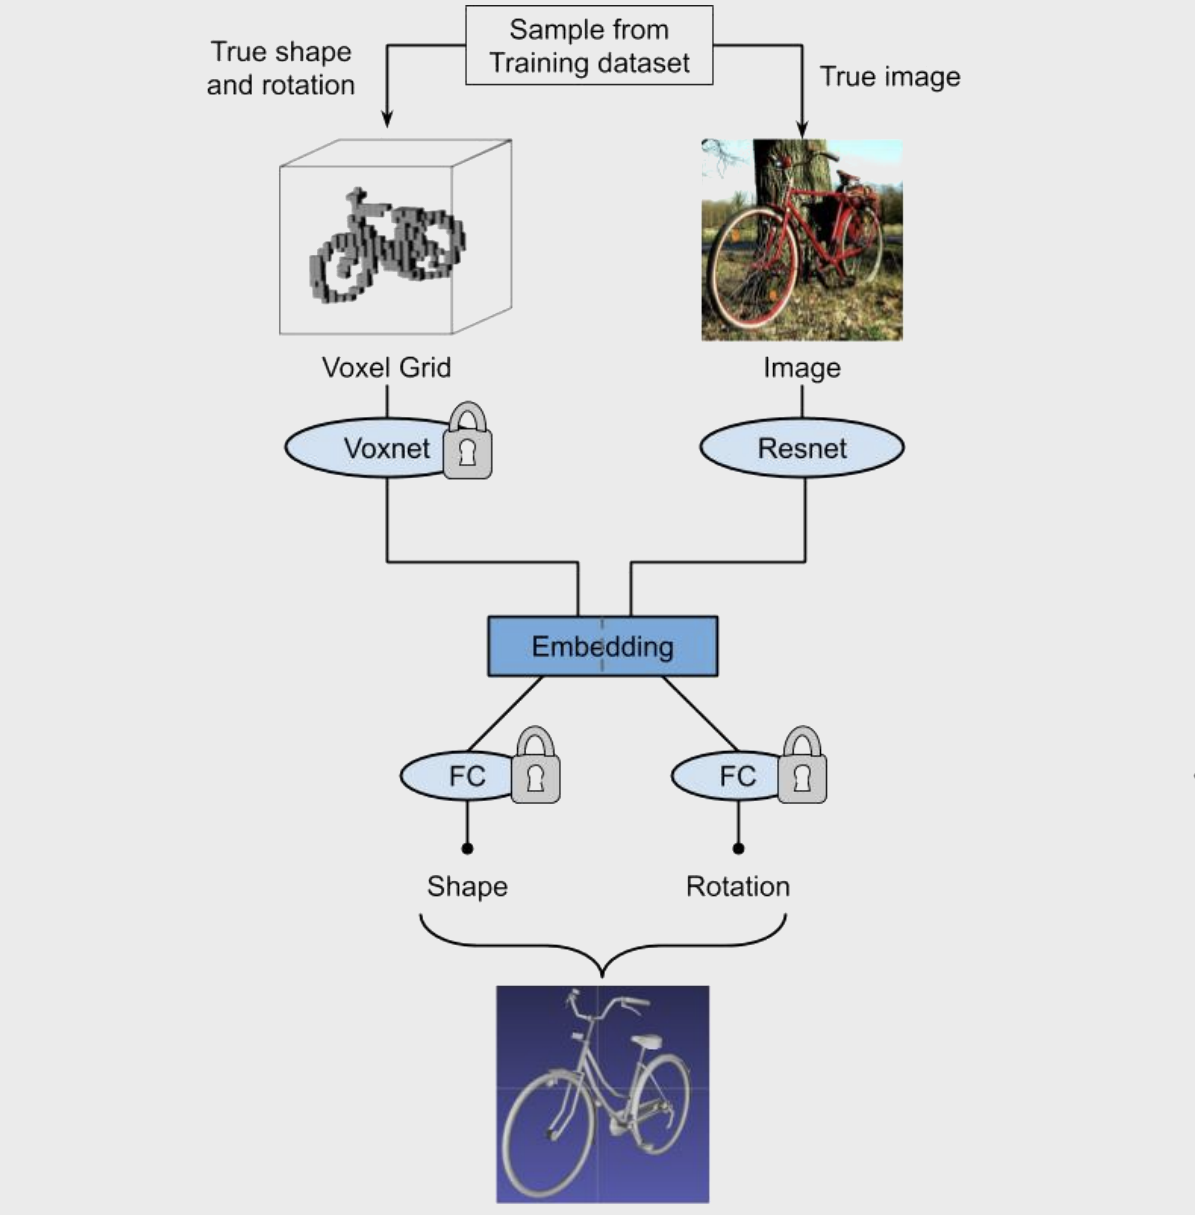 Sample from
Training dataset
True shape
and rotation
True image
Voxel Grid
Image
Voxnet
Resnet
Embedding
FC
FC
Shape
Rotation